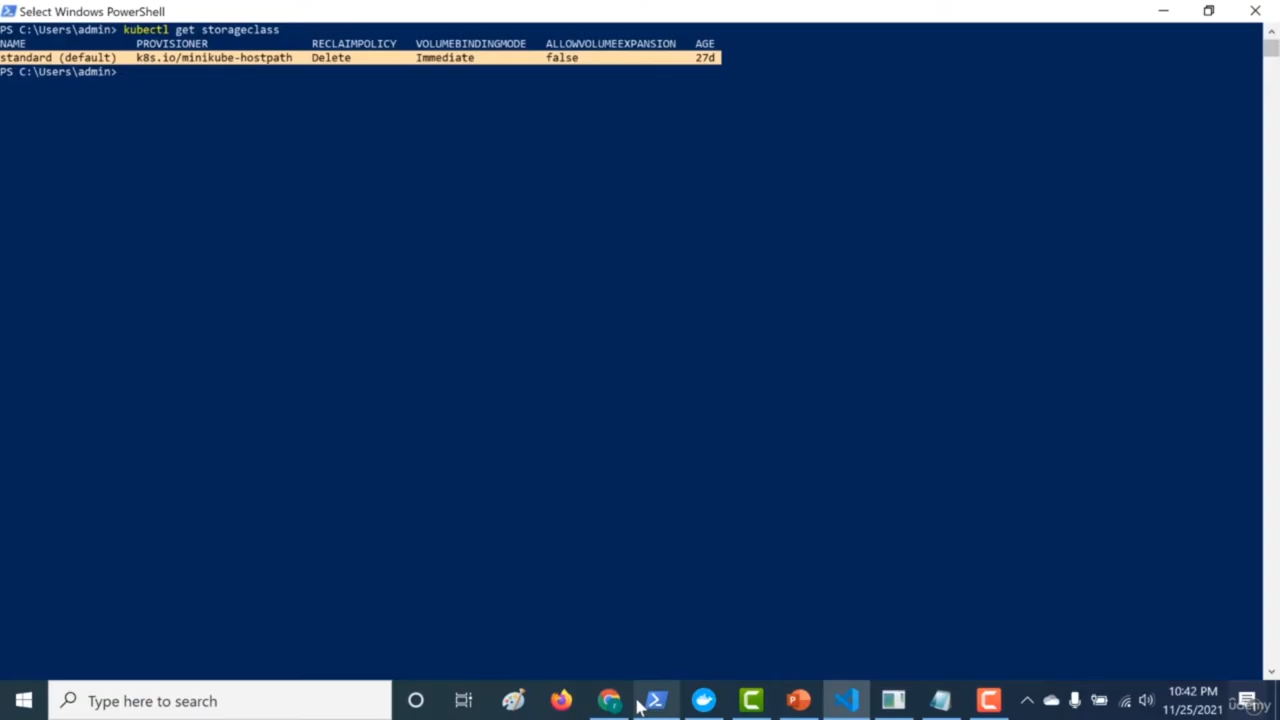 Select Windows PowerShell
PS C:\Users\admin> kubectl get storageclass
NAME PROVISIONER RECLAIMPOLICY VOLUMEBINDINGMODE ALLOWVOLUMEEXPANSION AGE
standard (default) k8s.io/minikube-hostpath Delete Immediate false 27d
PS C:\Users\admin>
Type here to search
10:42 PM
11/25/2021
udemy